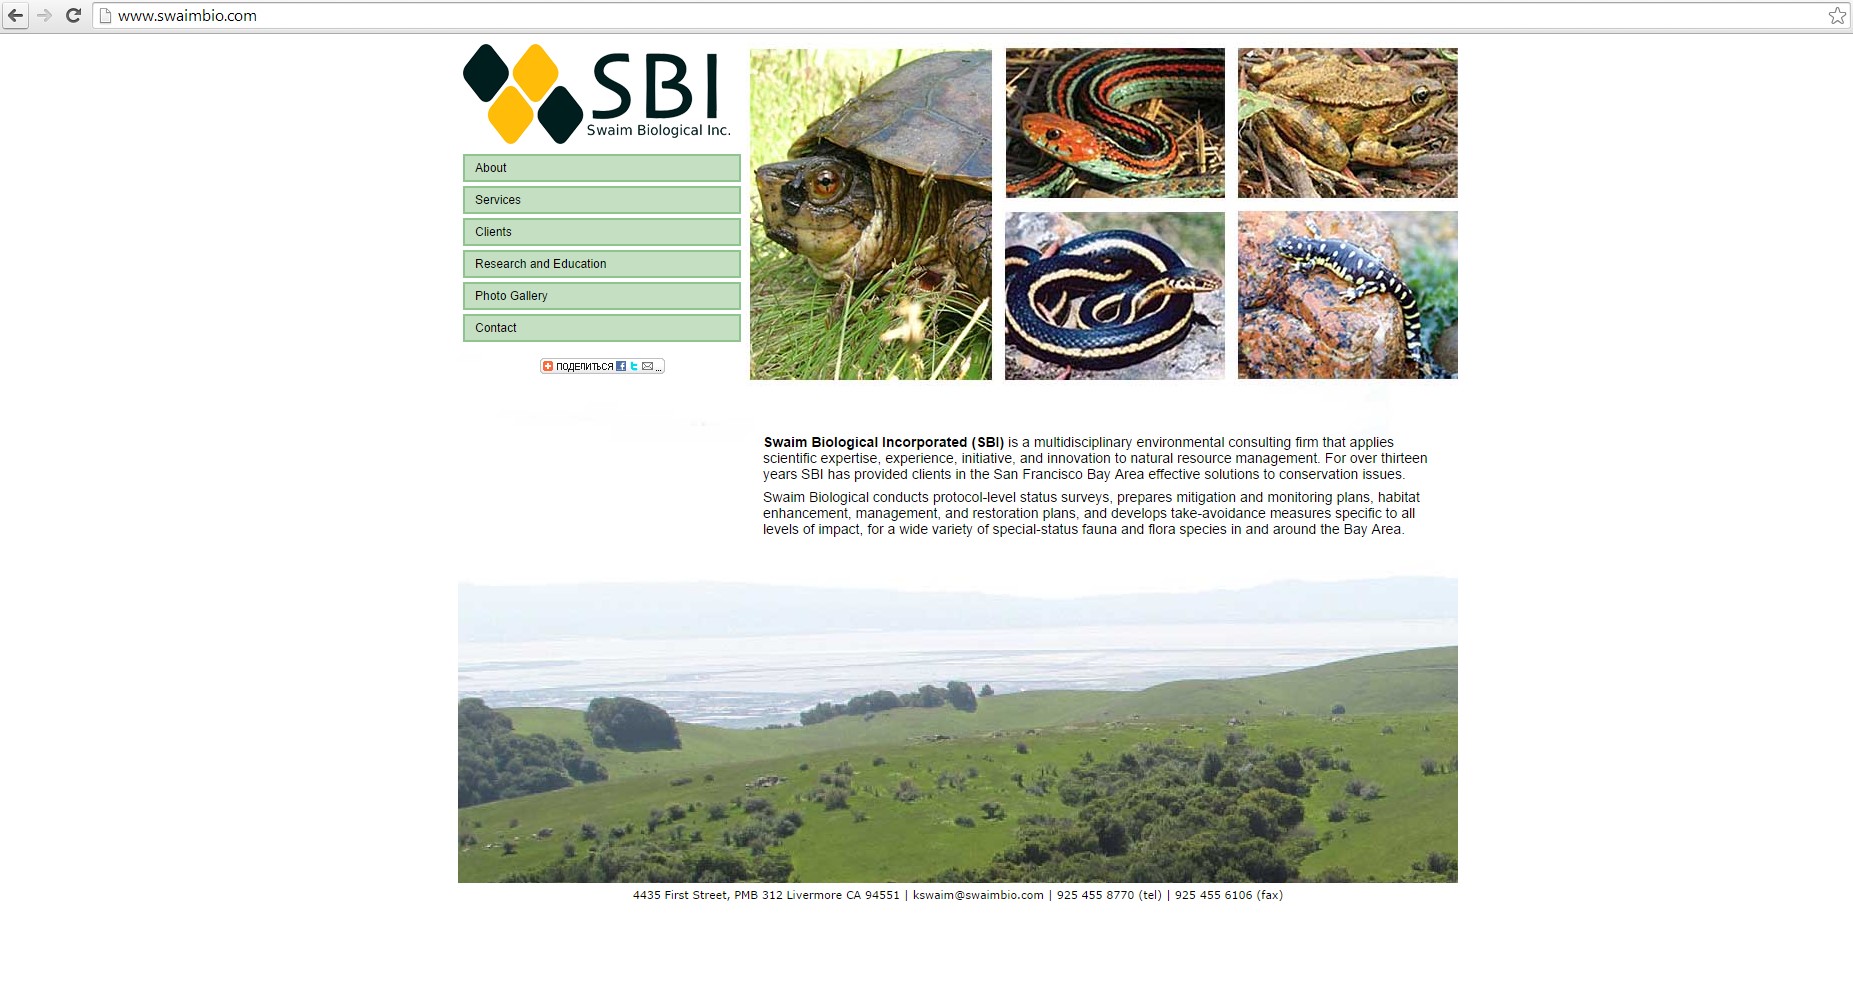 www.swaimbio.com
SBI
Swaim Biological Inc.
About
Services
Clients
Research and Education
Photo Gallery
Contact
ПОДЕЛИТЬСЯ ...
Swaim Biological Incorporated (SBI) is a multidisciplinary environmental consulting firm that applies
scientific expertise, experience, initiative, and innovation to natural resource management. For over thirteen
years SBI has provided clients in the San Francisco Bay Area effective solutions to conservation issues.
Swaim Biological conducts protocol-level status surveys, prepares mitigation and monitoring plans, habitat
enhancement, management, and restoration plans, and develops take-avoidance measures specific to all
levels of impact, for a wide variety of special-status fauna and flora species in and around the Bay Area.
4435 First Street, PMB 312 Livermore CA 94551 | kswaim@swaimbio.com | 925 455 8770 (tel) | 925 455 6106 (fax)